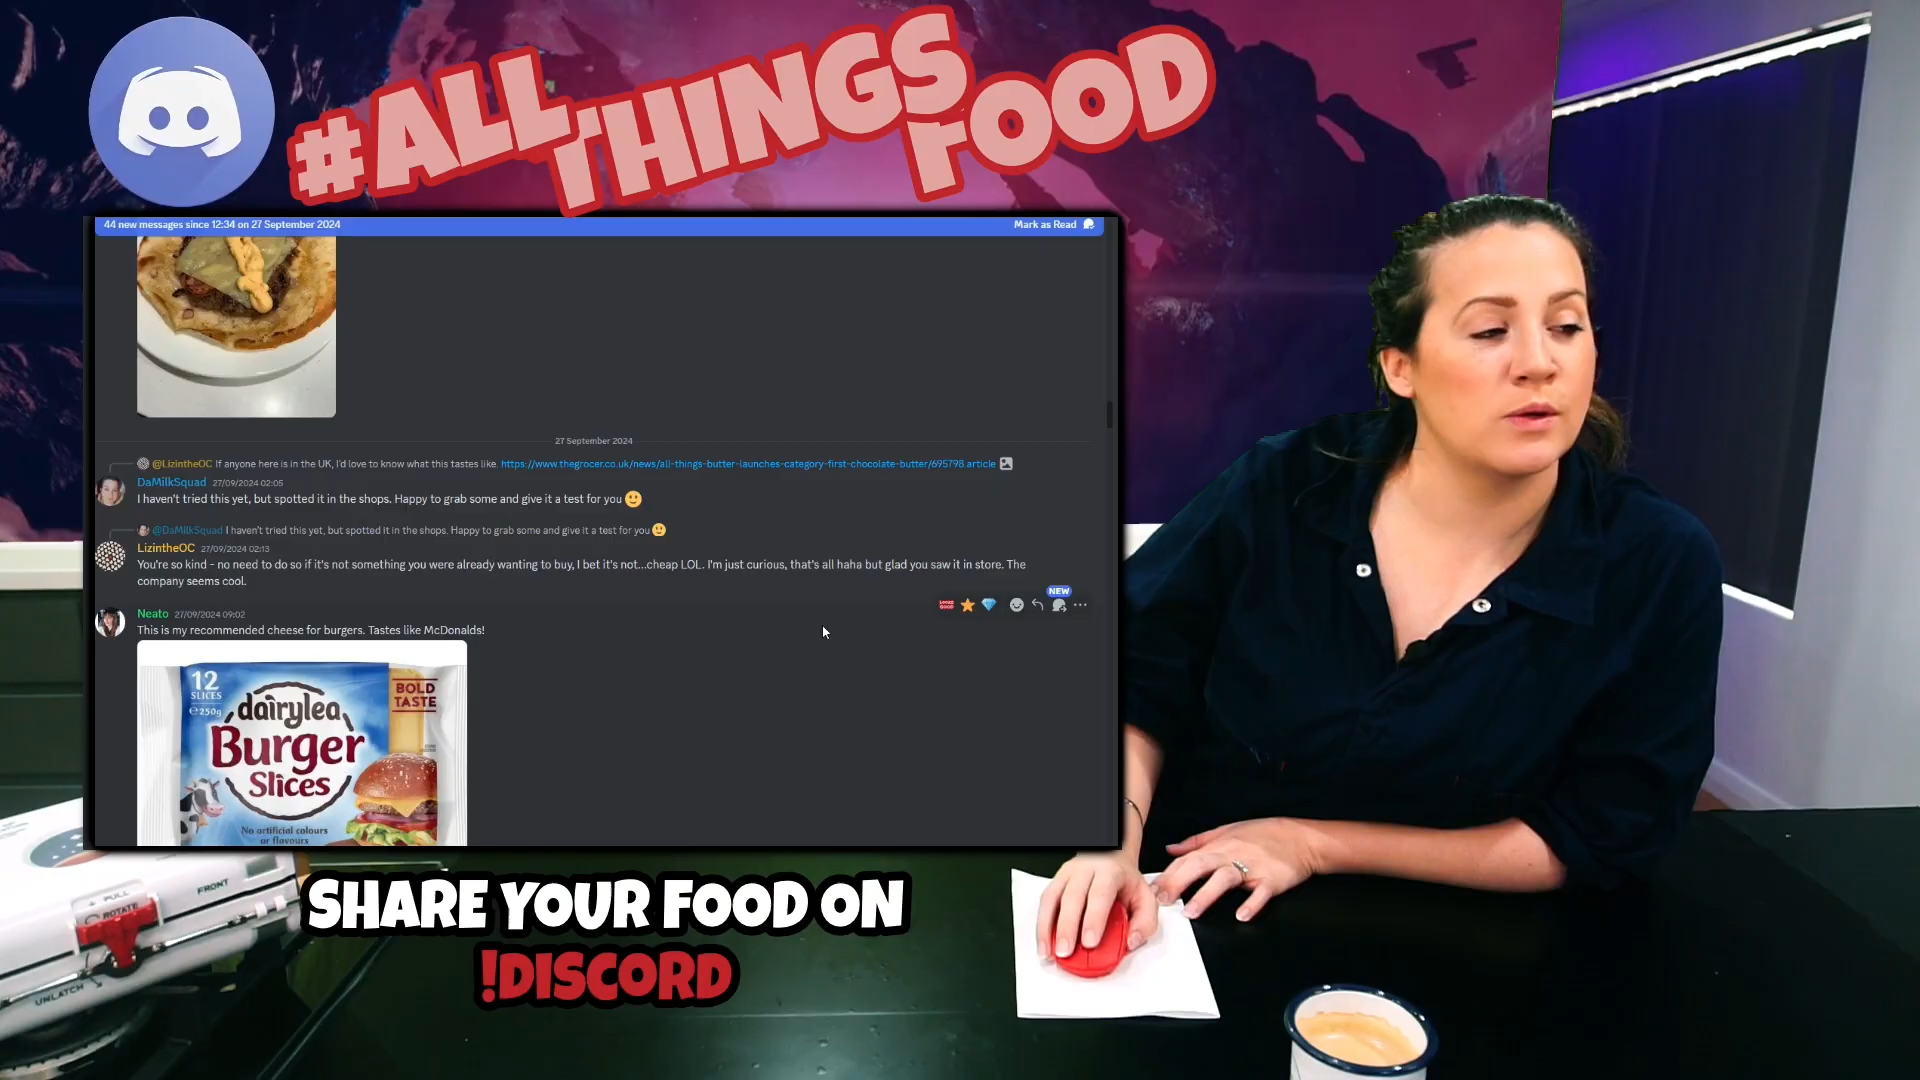 #ALL THINGS FOOD
44 new messages since 12:34 on 27 September 2024
Mark as Read
27 September 2024
@LizintheOC If anyone here is in the UK, I'd love to know what this tastes like. https://www.thegrocer.co.uk/news/all-things-butter-launches-category-first-chocolate-butter/695798.article
DaMilkSquad 27/09/2024 02:05
I haven't tried this yet, but spotted it in the shops. Happy to grab some and give it a test for you 🙂
@DaMilkSquad I haven't tried this yet, but spotted it in the shops. Happy to grab some and give it a test for you 🙂
LizintheOC 27/09/2024 02:13
You're so kind - no need to do so if it's not something you were already wanting to buy, I bet it's not...cheap LOL. I'm just curious, that's all haha but glad you saw it in store. The
company seems cool.
NEW
Neato 27/09/2024 09:02
This is my recommended cheese for burgers. Tastes like McDonalds!
12
SLICES
℮250g
BOLD
TASTE
dairylea
Burger
Slices
No artificial colours
or flavours
PULL
ROTATE
FRONT
UNLATCH
SHARE YOUR FOOD ON
!DISCORD